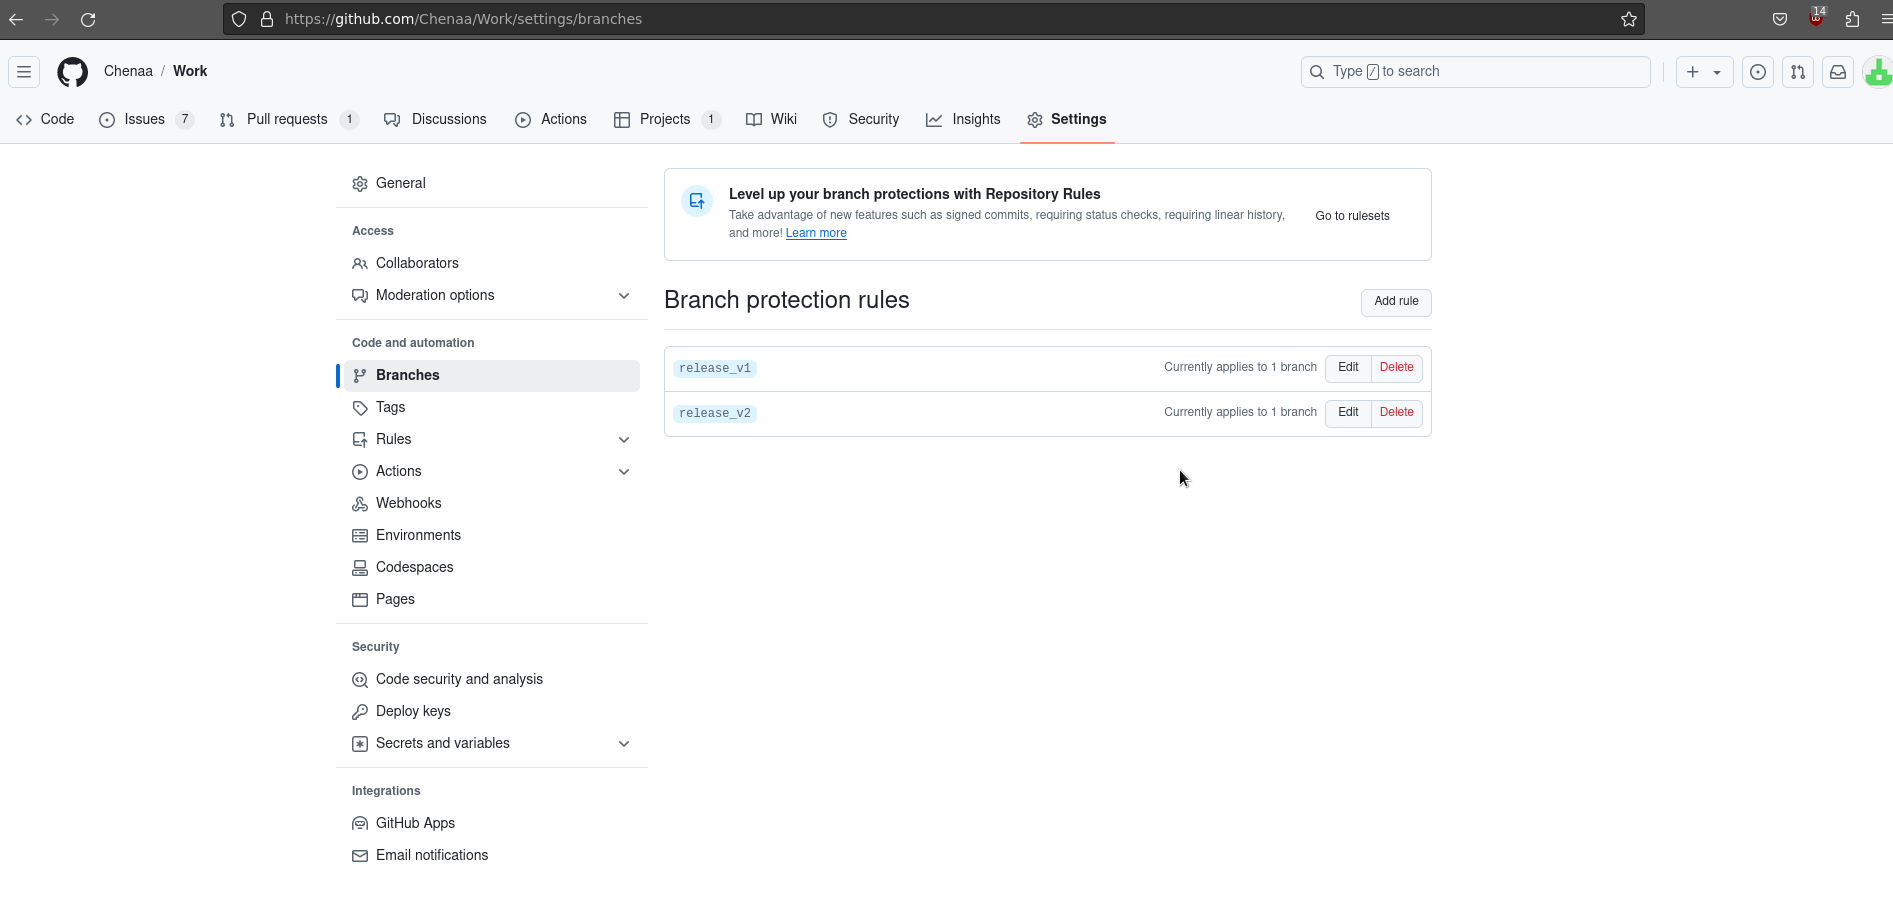 https://github.com/Chenaa/Work/settings/branches
14
Chenaa / Work
Type / to search
Code
Issues 7
Pull requests 1
Discussions
Actions
Projects 1
Wiki
Security
Insights
Settings
General
Access
Collaborators
Moderation options
Code and automation
Branches
Tags
Rules
Actions
Webhooks
Environments
Codespaces
Pages
Security
Code security and analysis
Deploy keys
Secrets and variables
Integrations
GitHub Apps
Email notifications
Level up your branch protections with Repository Rules
Take advantage of new features such as signed commits, requiring status checks, requiring linear history,
and more! Learn more
Go to rulesets
Branch protection rules
Add rule
release_v1 Currently applies to 1 branch Edit Delete
release_v2 Currently applies to 1 branch Edit Delete